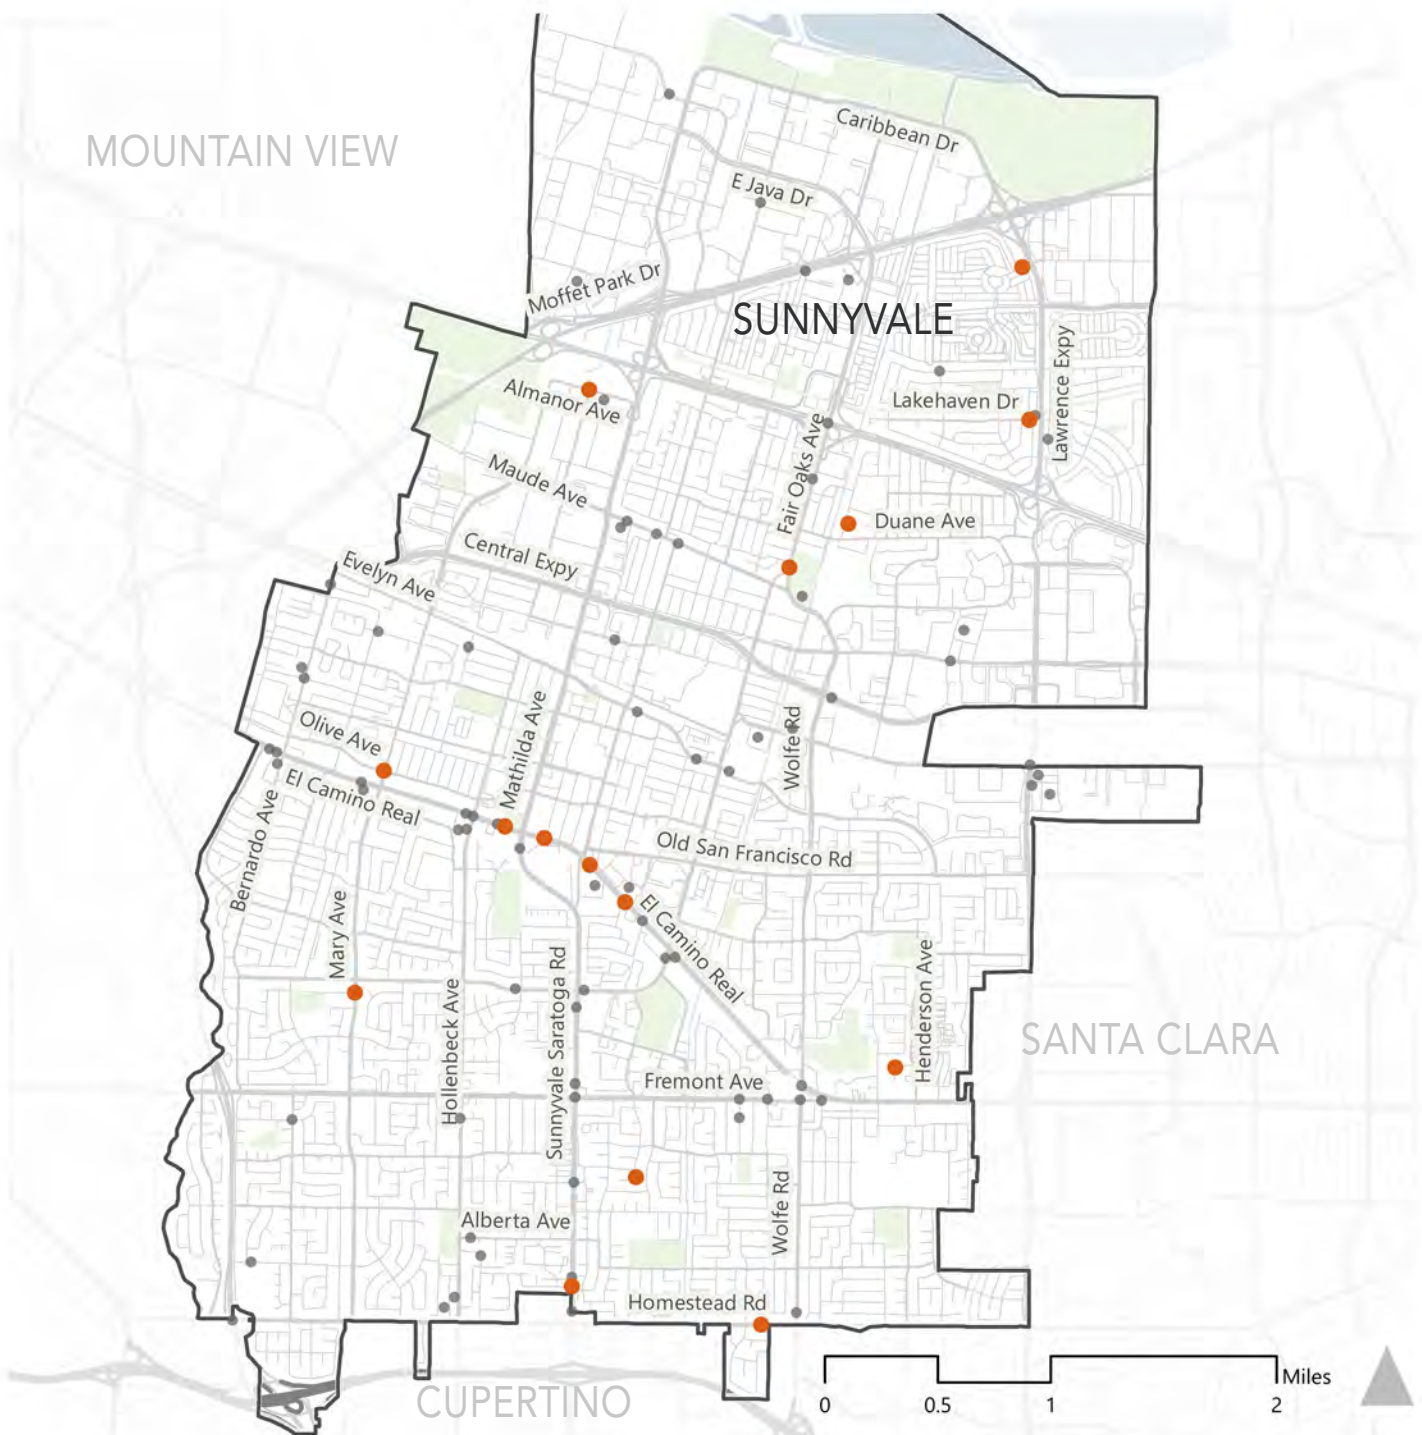 Caribbean Dr
MOUNTAIN VIEW
E Java Dr
Moffet Park Dr
SUNNYVALE
Almanor Ave
Lakehaven Dr
Lawrence Expy
Fair Oaks Ave
Maude Ave
Duane Ave
Central Expy
Evelyn Ave
Olive Ave
Mathilda Ave
Wolfe Rd
El Camino Real
Bernardo Ave
Old San Francisco Rd
El Camino Real
Mary Ave
Hollenbeck Ave
Sunnyvale Saratoga Rd
Henderson Ave
SANTA CLARA
Fremont Ave
Wolfe Rd
Alberta Ave
Homestead Rd
CUPERTINO
Miles
0 0.5 1 2